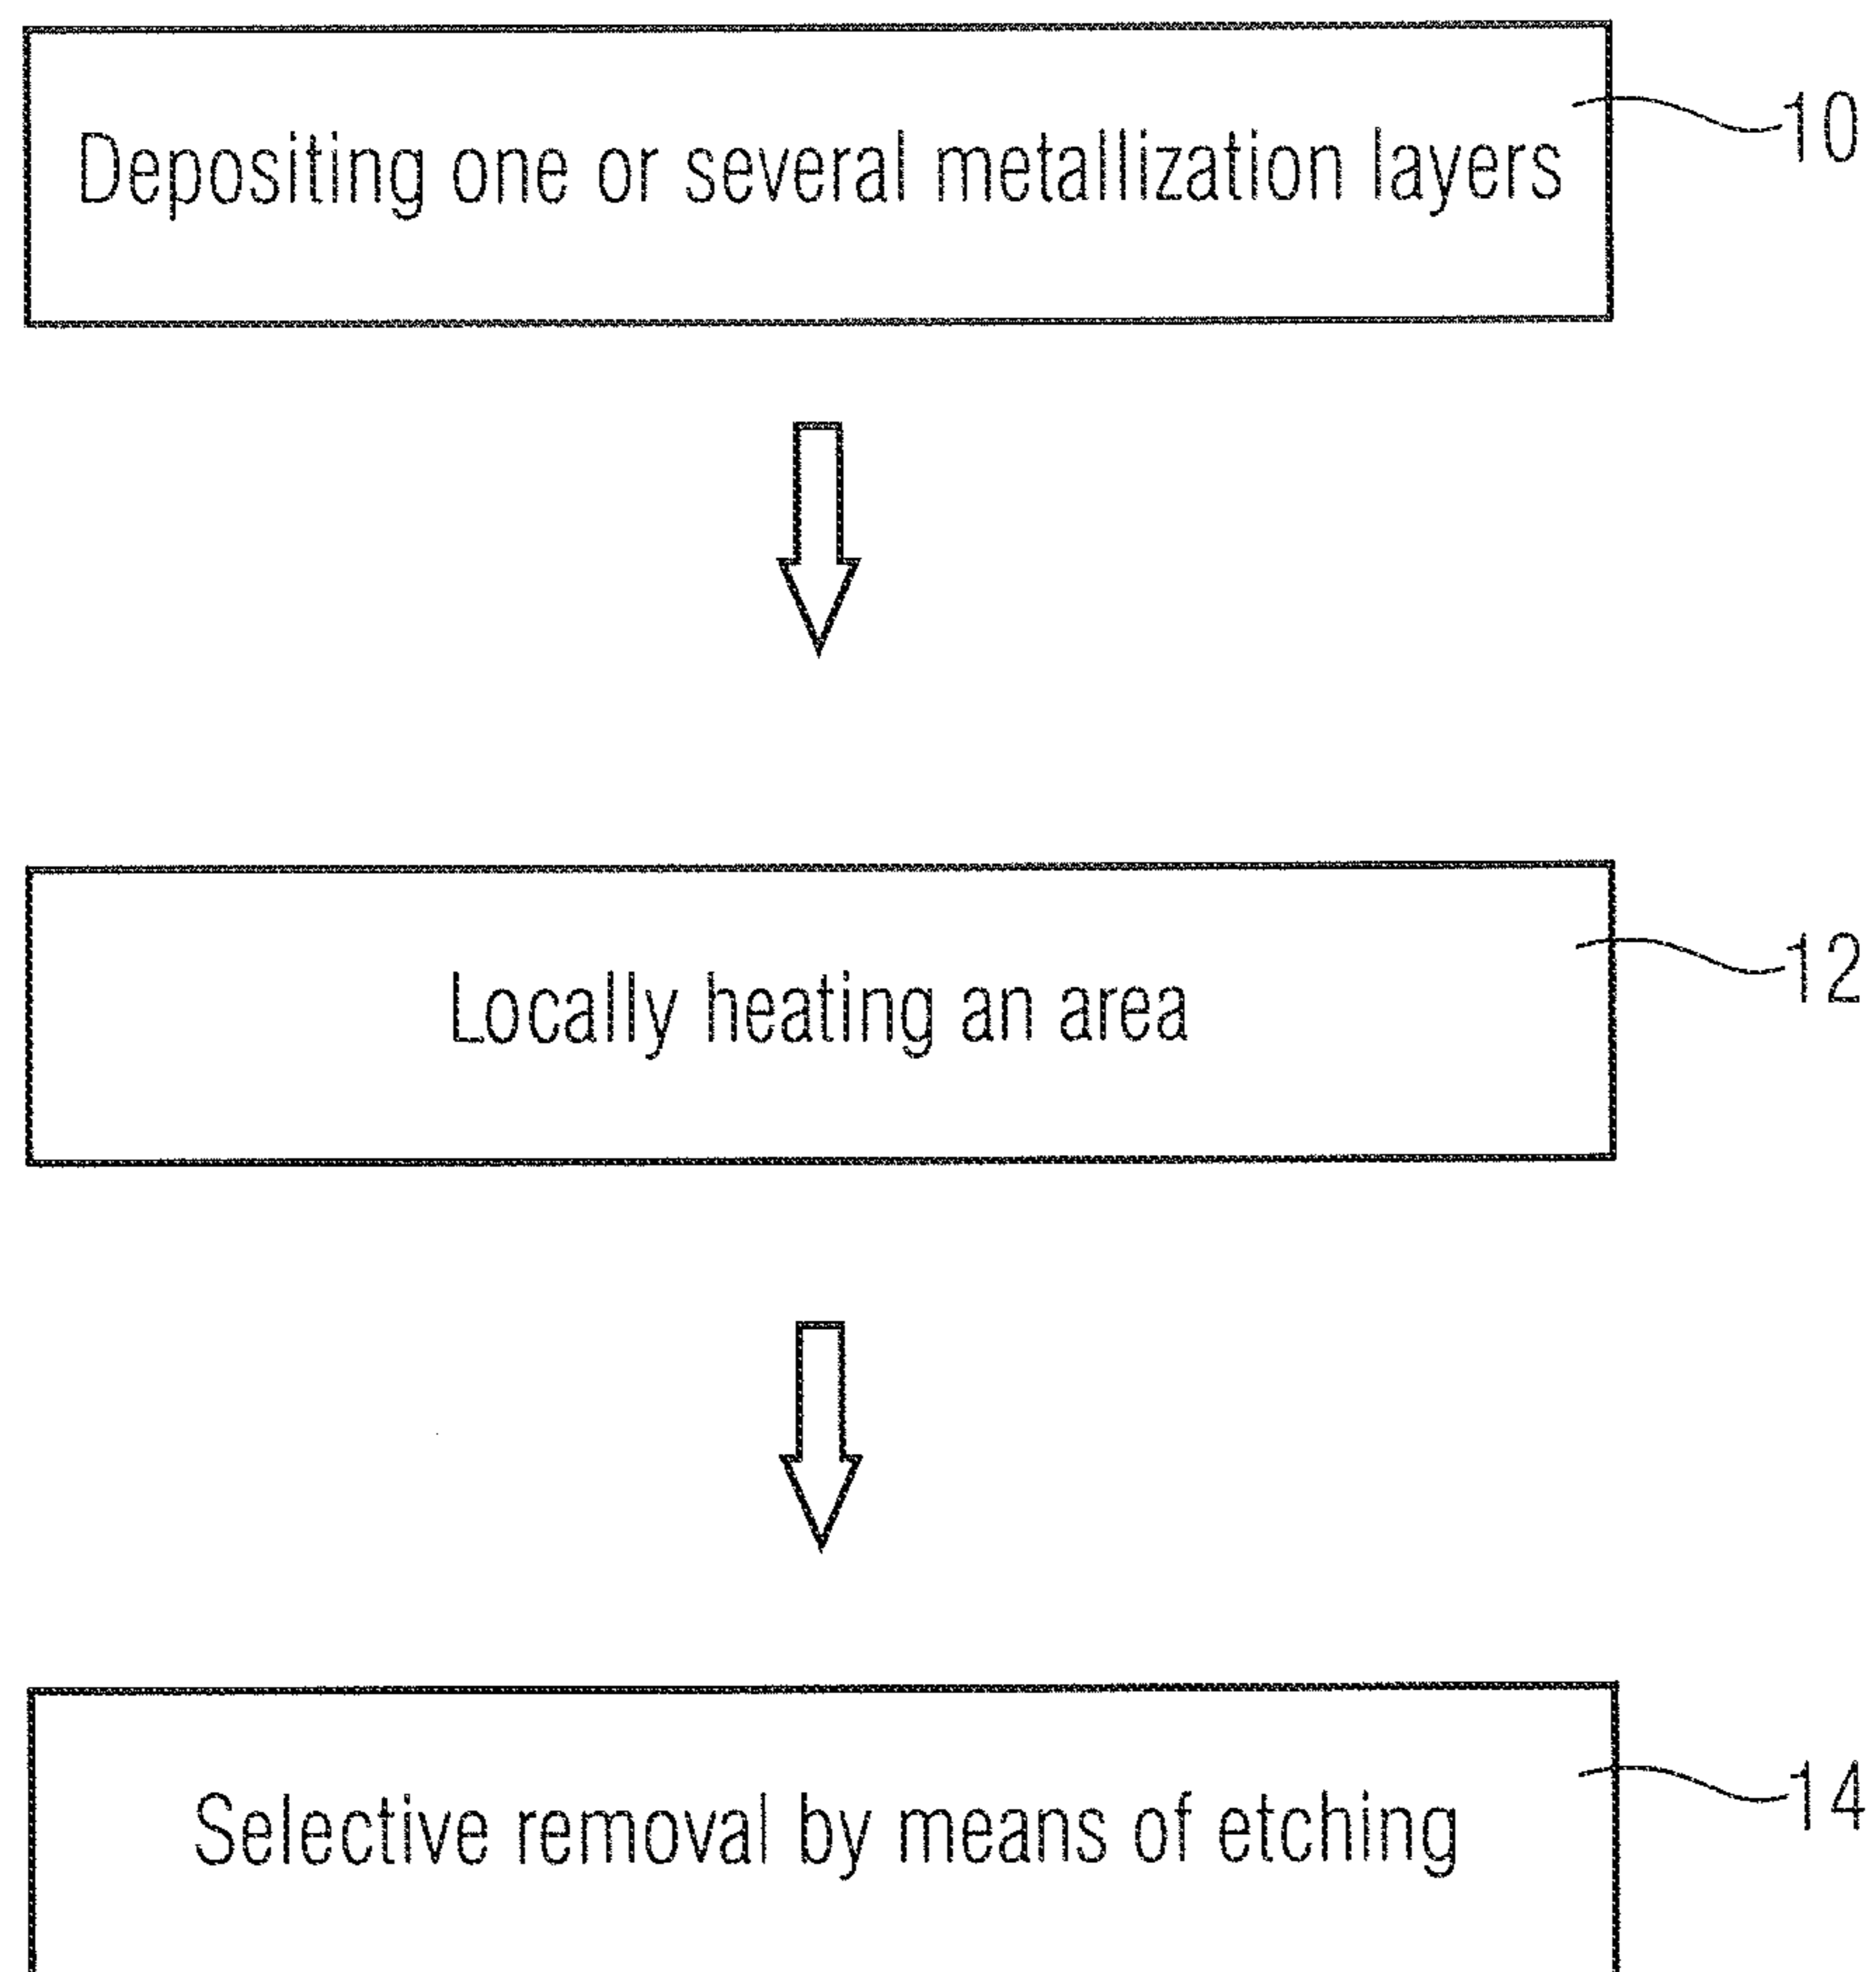 Depositing one or several metallization layers
10
Locally heating an area
12
Selective removal by means of etching
14